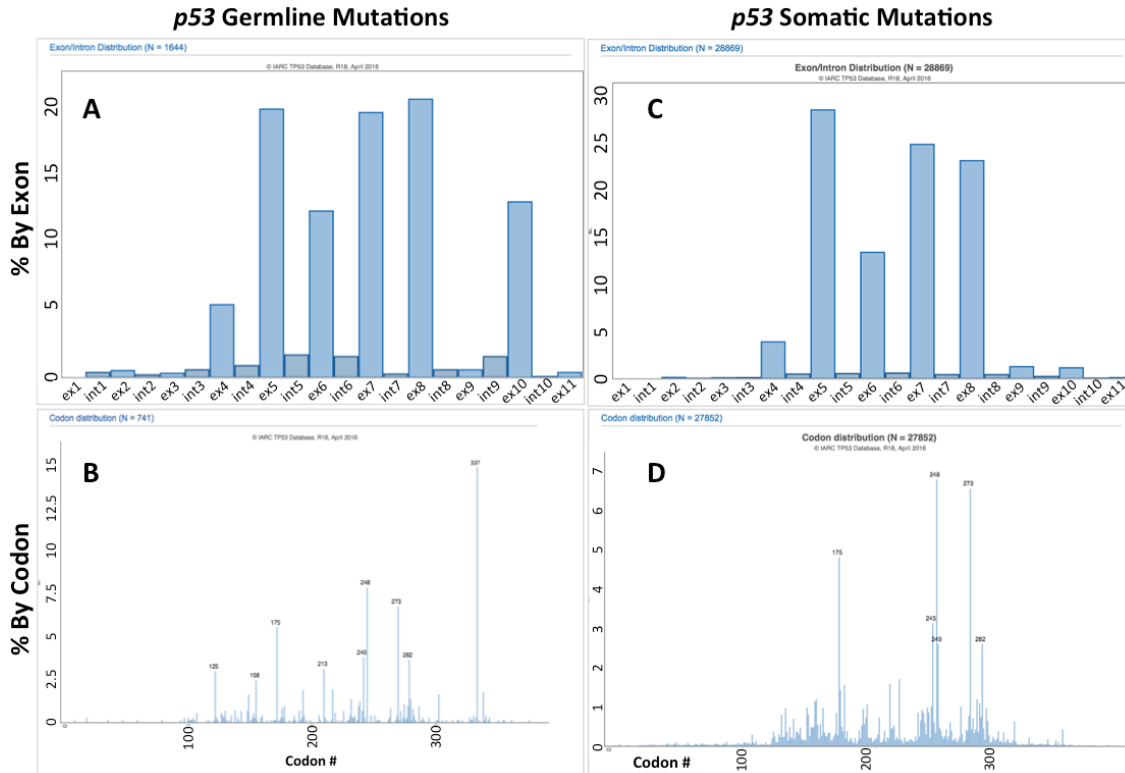 p53 Germline Mutations
p53 Somatic Mutations
% By Exon
Exon/Intron Distribution (N = 1644)
© IARC TP53 Database, R18, April 2016
A
20
15
10
5
0
ex1 int1 ex2 int2 ex3 int3 ex4 int4 ex5 int5 ex6 int6 ex7 int7 ex8 int8 ex9 int9 ex10 int10 ex11
Exon/Intron Distribution (N = 28869)
Exon/Intron Distribution (N = 28869)
© IARC TP53 Database, R18, April 2016
C
30
25
20
15
10
5
0
ex1 int1 ex2 int2 ex3 int3 ex4 int4 ex5 int5 ex6 int6 ex7 int7 ex8 int8 ex9 int9 ex10 int10 ex11
% By Codon
Codon distribution (N = 741)
© IARC TP53 Database, R18, April 2016
B
15
12.5
10
7.5
5
2.5
0
125
158
175
213
245
248
273
282
337
0
100
200
300
Codon #
Codon distribution (N = 27852)
Codon distribution (N = 27852)
© IARC TP53 Database, R18, April 2016
D
7
6
5
4
3
2
1
0
175
245
248
249
273
282
0
100
200
300
Codon #